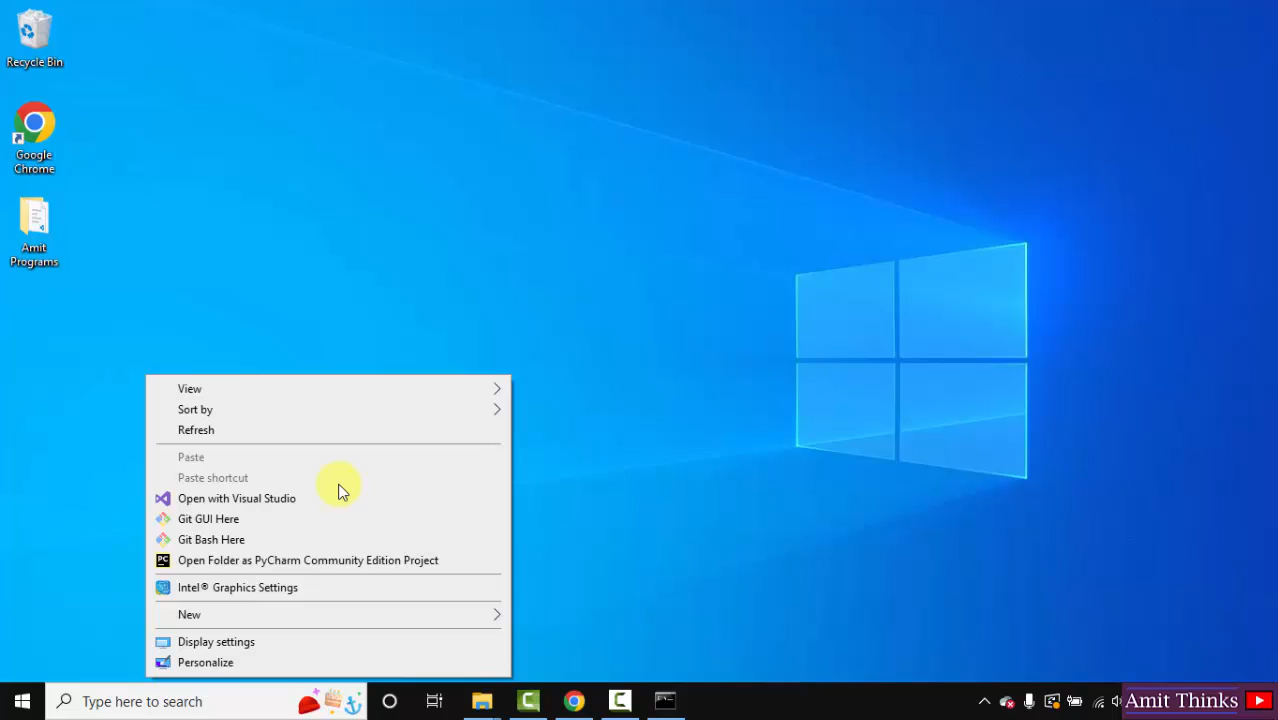 Recycle Bin
Google
Chrome
Amit
Programs
View
Sort by
Refresh
Paste
Paste shortcut
Open with Visual Studio
Git GUI Here
Git Bash Here
PC
Open Folder as PyCharm Community Edition Project
Intel® Graphics Settings
New
Display settings
Personalize
Type here to search
Amit Thinks